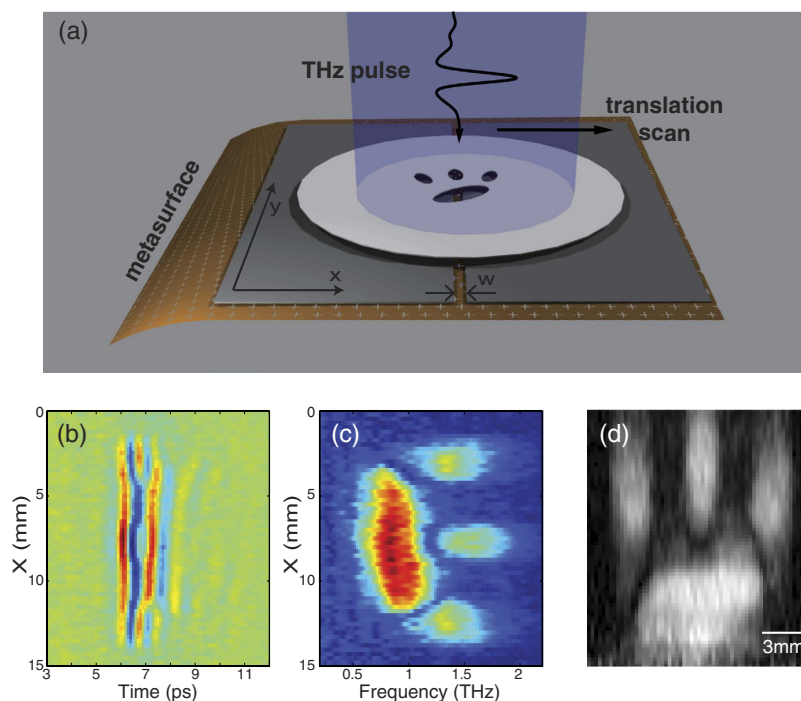 (a)
THz pulse
translation
scan
metasurface
y
x
w
(b)
(c)
(d)
0
5
10
15
X (mm)
3
5
7
9
11
Time (ps)
0
5
10
15
X (mm)
0.5
1
1.5
2
Frequency (THz)
3mm